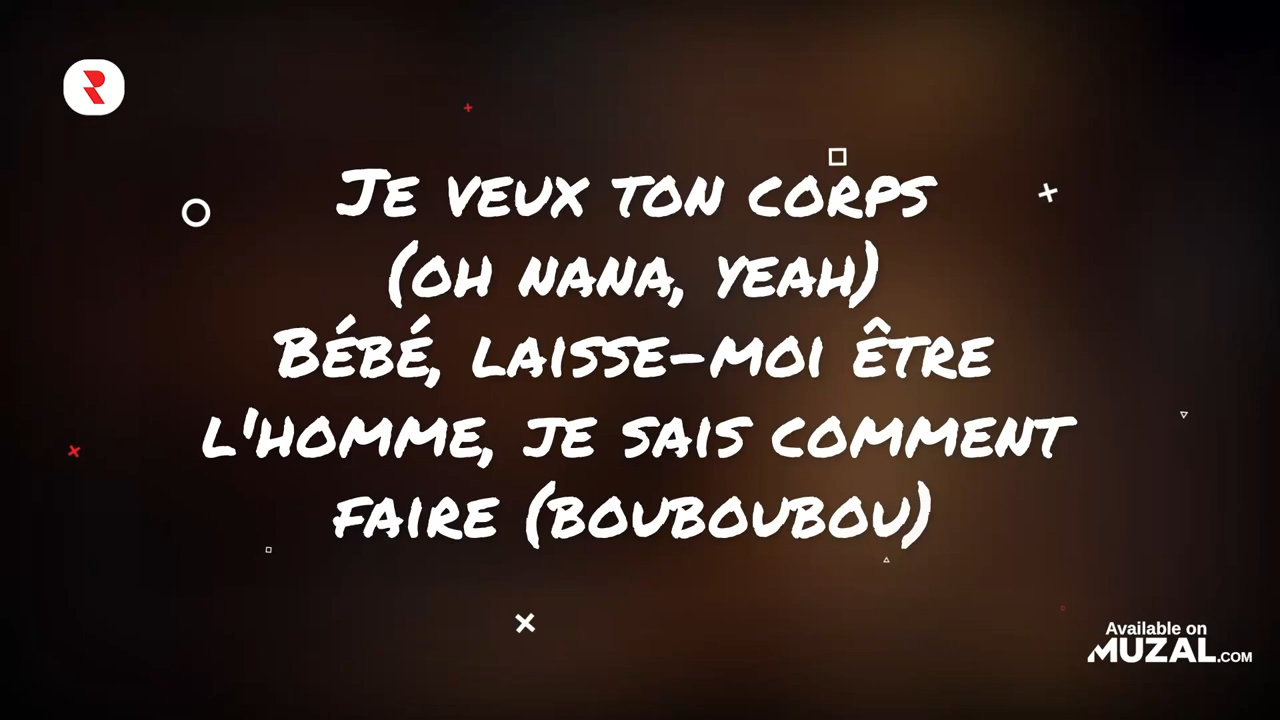 Je veux ton corps
(oh nana, yeah)
Bébé, laisse-moi être
l'homme, je sais comment
faire (bouboubou)
Available on
MUZAL.COM